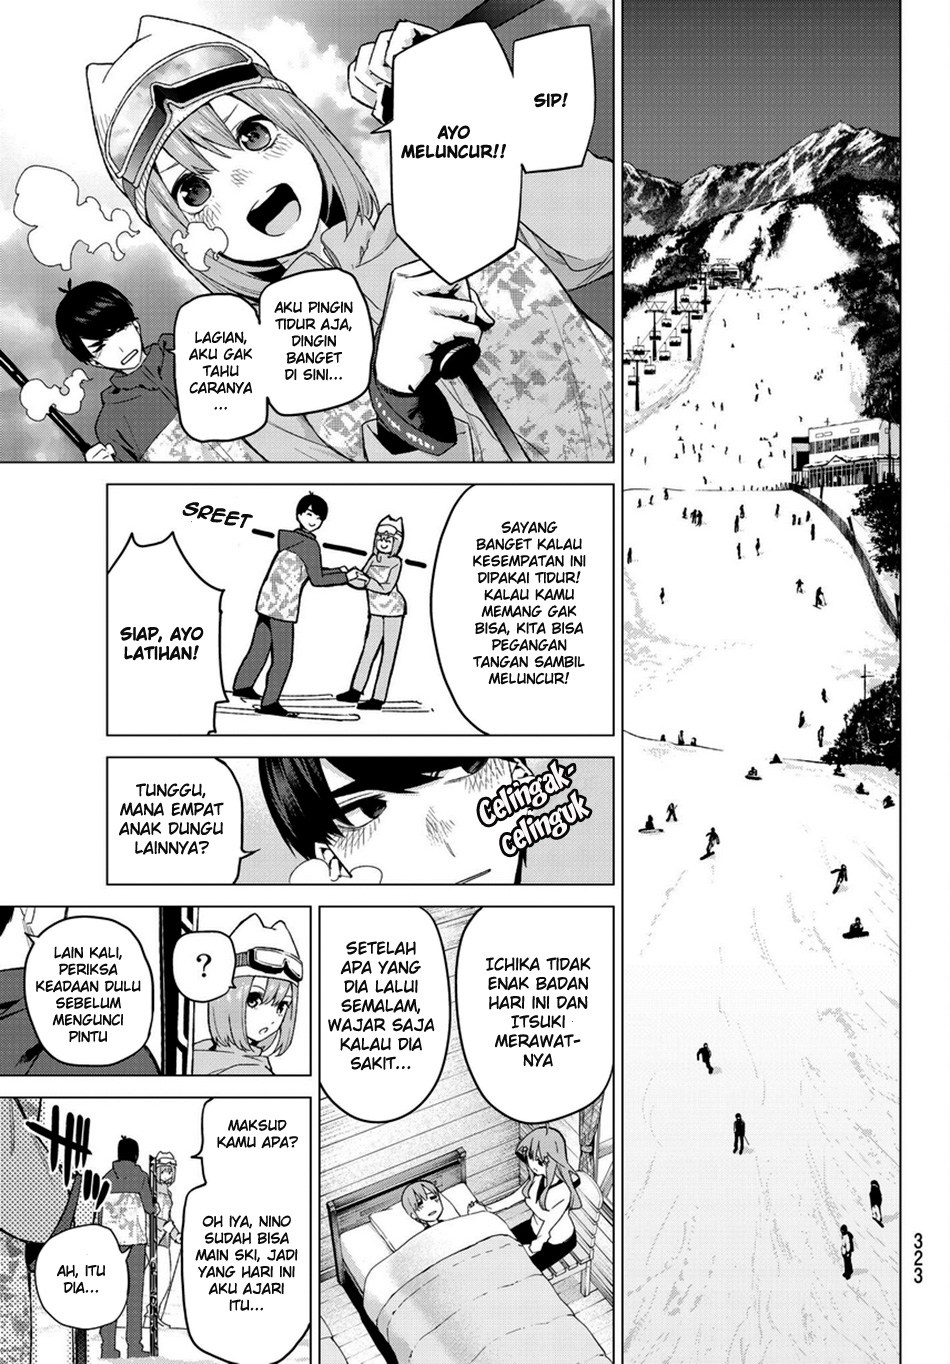 SIP!
AYO
MELUNCUR!!
AKU PINGIN
TIDUR AJA,
DINGIN
BANGET
DI SINI...
LAGIAN,
AKU GAK
TAHU
CARANYA
...
SAYANG
BANGET KALAU
KESEMPATAN INI
DIPAKAI TIDUR!
KALAU KAMU
MEMANG GAK
BISA, KITA BISA
PEGANGAN
TANGAN SAMBIL
MELUNCUR!
SREET
SIAP, AYO
LATIHAN!
Celingak-
celinguk
TUNGGU,
MANA EMPAT
ANAK DUNGU
LAINNYA?
ICHIKA TIDAK
ENAK BADAN
HARI INI DAN
ITSUKI
MERAWAT-
NYA
SETELAH
APA YANG
DIA LALUI
SEMALAM,
WAJAR SAJA
KALAU DIA
SAKIT...
?
LAIN KALI,
PERIKSA
KEADAAN DULU
SEBELUM
MENGUNCI
PINTU
MAKSUD
KAMU APA?
OH IYA, NINO
SUDAH BISA
MAIN SKI, JADI
YANG HARI INI
AKU AJARI
ITU...
AH, ITU
DIA...
323